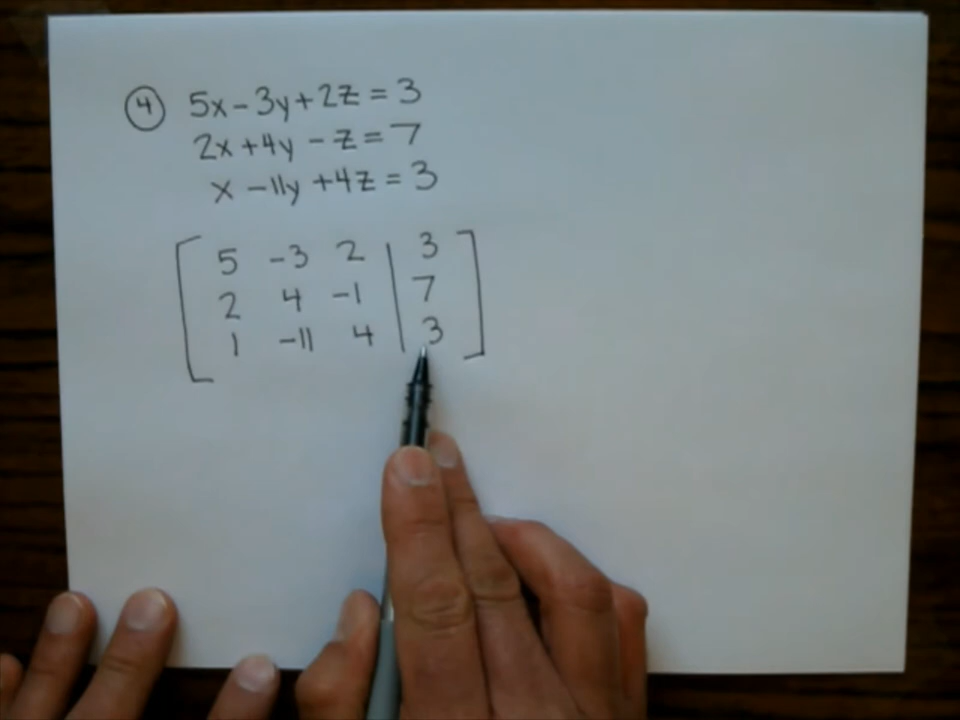 ④ 5x - 3y + 2z = 3
2x + 4y - z = 7
x - 11y + 4z = 3
5 -3 2 | 3
2 4 -1 | 7
1 -11 4 | 3